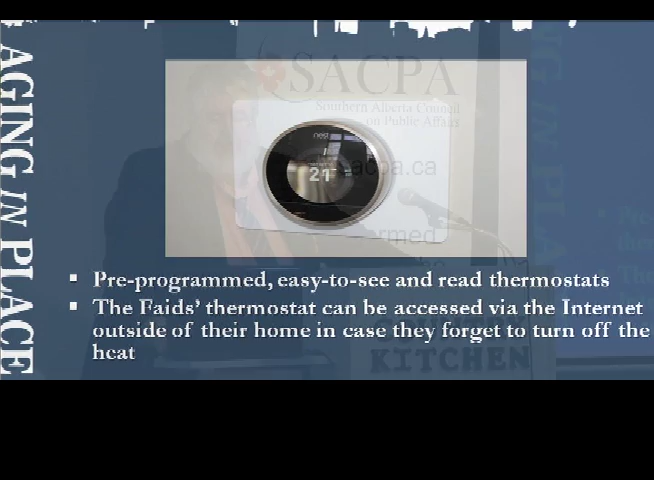 AGING IN PLACE
SACPA
Southern Alberta Council
on Public Affairs
nest
21
sacpa.ca
ormed
▪ Pre-programmed, easy-to-see and read thermostats
▪ The Faids' thermostat can be accessed via the Internet
outside of their home in case they forget to turn off the
heat
KITCHEN